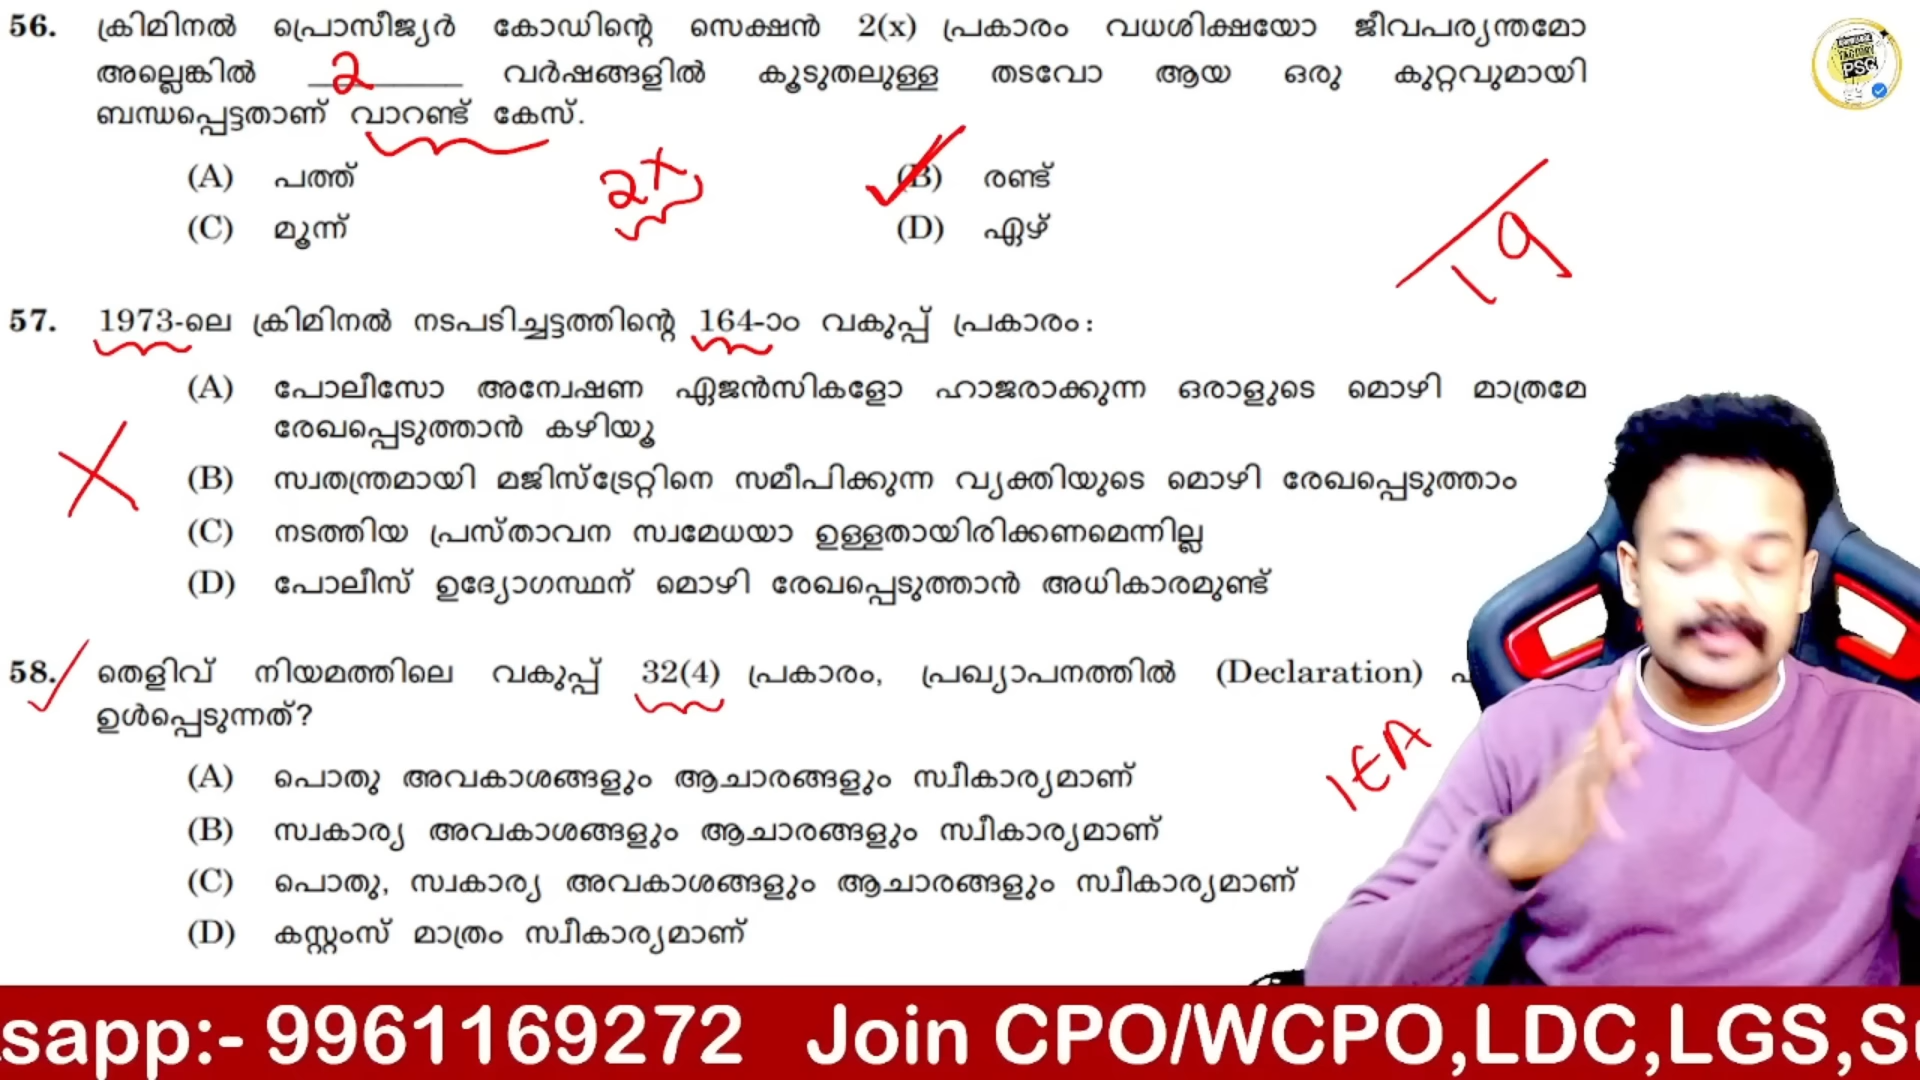 56. ക്രിമിനൽ പ്രൊസീജ്യർ കോഡിന്റെ സെക്ഷൻ 2(x) പ്രകാരം വധശിക്ഷയോ ജീവപര്യന്തമോ
അല്ലെങ്കിൽ 2 വർഷങ്ങളിൽ കൂടുതലുള്ള തടവോ ആയ ഒരു കുറ്റവുമായി
ബന്ധപ്പെട്ടതാണ് വാറണ്ട് കേസ്.
(A) പത്ത് (B) രണ്ട്
(C) മൂന്ന് (D) ഏഴ്
2+
19
57. 1973-ലെ ക്രിമിനൽ നടപടിച്ചട്ടത്തിന്റെ 164-ാം വകുപ്പ് പ്രകാരം :
(A) പോലീസോ അന്വേഷണ ഏജൻസികളോ ഹാജരാക്കുന്ന ഒരാളുടെ മൊഴി മാത്രമേ
രേഖപ്പെടുത്താൻ കഴിയൂ
(B) സ്വതന്ത്രമായി മജിസ്ട്രേറ്റിനെ സമീപിക്കുന്ന വ്യക്തിയുടെ മൊഴി രേഖപ്പെടുത്താം
(C) നടത്തിയ പ്രസ്താവന സ്വമേധയാ ഉള്ളതായിരിക്കണമെന്നില്ല
(D) പോലീസ് ഉദ്യോഗസ്ഥന് മൊഴി രേഖപ്പെടുത്താൻ അധികാരമുണ്ട്
58. തെളിവ് നിയമത്തിലെ വകുപ്പ് 32(4) പ്രകാരം, പ്രഖ്യാപനത്തിൽ (Declaration)
ഉൾപ്പെടുന്നത്?
IEA
(A) പൊതു അവകാശങ്ങളും ആചാരങ്ങളും സ്വീകാര്യമാണ്
(B) സ്വകാര്യ അവകാശങ്ങളും ആചാരങ്ങളും സ്വീകാര്യമാണ്
(C) പൊതു, സ്വകാര്യ അവകാശങ്ങളും ആചാരങ്ങളും സ്വീകാര്യമാണ്
(D) കസ്റ്റംസ് മാത്രം സ്വീകാര്യമാണ്
sapp:- 9961169272 Join CPO/WCPO,LDC,LGS,S
PSC